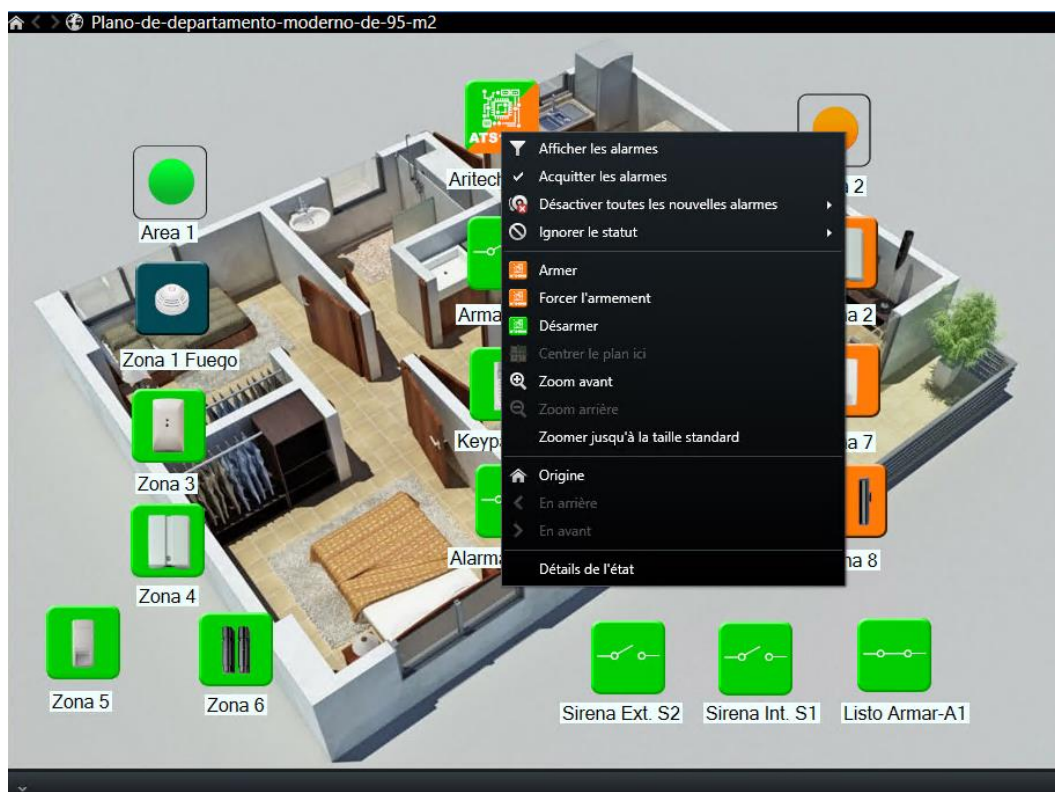 Plano-de-departamento-moderno-de-95-m2
ATS
Aritech
2
Area 1
Afficher les alarmes
Acquitter les alarmes
Désactiver toutes les nouvelles alarmes
Ignorer le statut
Armer
Forcer l'armement
Désarmer
Centrer le plan ici
Zoom avant
Zoom arrière
Zoomer jusqu'à la taille standard
Origine
En arrière
En avant
Détails de l'état
Arma
a 2
Zona 1 Fuego
Keyp
a 7
Zona 3
Alarma
na 8
Zona 4
Zona 5
Zona 6
Sirena Ext. S2
Sirena Int. S1
Listo Armar-A1